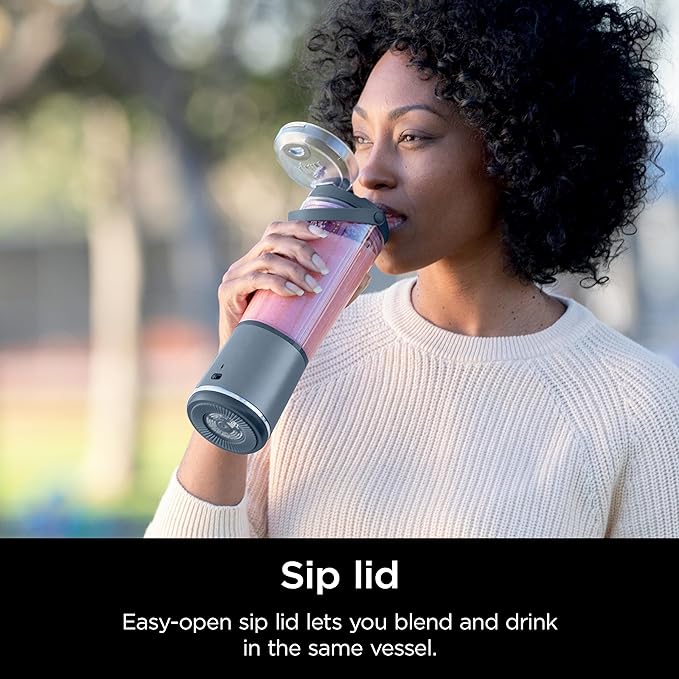 Sip lid
Easy-open sip lid lets you blend and drink
in the same vessel.